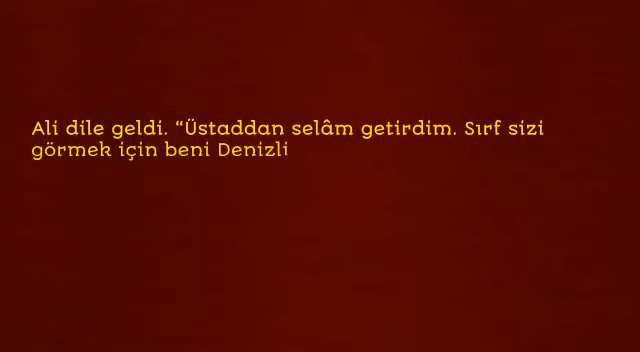 Ali dile geldi. “Üstaddan selâm getirdim. Sırf sizi
görmek için beni Denizli